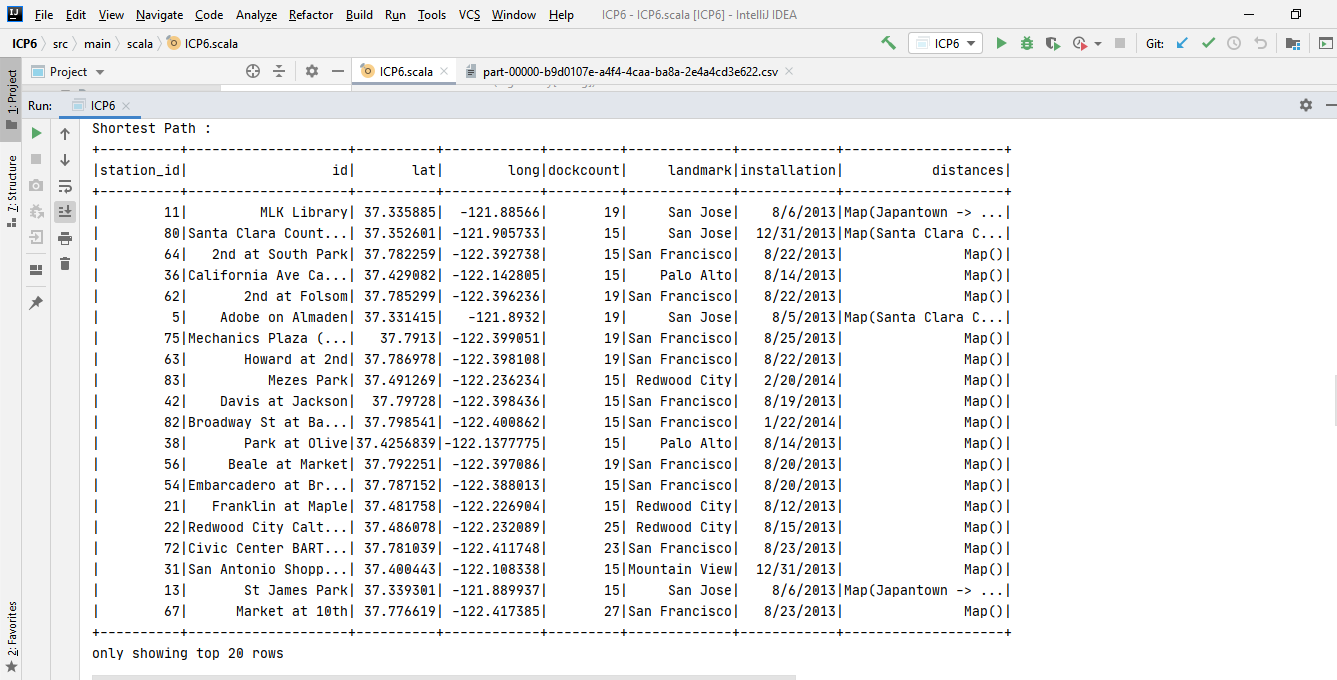 File Edit View Navigate Code Analyze Refactor Build Run Tools VCS Window Help ICP6 - ICP6.scala [ICP6] - IntelliJ IDEA
ICP6 src main scala ICP6.scala ICP6 Git:
Project ICP6.scala part-00000-b9d0107e-a4f4-4caa-ba8a-2e4a4cd3e622.csv
1: Project
Run: ICP6
7: Structure
2: Favorites
Shortest Path :
+----------+--------------------+----------+------------+---------+-------------+------------+--------------------+
|station_id|                  id|       lat|        long|dockcount|     landmark|installation|           distances|
+----------+--------------------+----------+------------+---------+-------------+------------+--------------------+
|        11|         MLK Library| 37.335885|  -121.88566|       19|     San Jose|    8/6/2013|Map(Japantown -> ...|
|        80|Santa Clara Count...| 37.352601| -121.905733|       15|     San Jose|  12/31/2013|Map(Santa Clara C...|
|        64|   2nd at South Park| 37.782259| -122.392738|       15|San Francisco|   8/22/2013|               Map()|
|        36|California Ave Ca...| 37.429082| -122.142805|       15|    Palo Alto|   8/14/2013|               Map()|
|        62|       2nd at Folsom| 37.785299| -122.396236|       19|San Francisco|   8/22/2013|               Map()|
|         5|    Adobe on Almaden| 37.331415|   -121.8932|       19|     San Jose|    8/5/2013|Map(Santa Clara C...|
|        75|Mechanics Plaza (...|   37.7913| -122.399051|       19|San Francisco|   8/25/2013|               Map()|
|        63|       Howard at 2nd| 37.786978| -122.398108|       19|San Francisco|   8/22/2013|               Map()|
|        83|          Mezes Park| 37.491269| -122.236234|       15| Redwood City|   2/20/2014|               Map()|
|        42|    Davis at Jackson|  37.79728| -122.398436|       15|San Francisco|   8/19/2013|               Map()|
|        82|Broadway St at Ba...| 37.798541| -122.400862|       15|San Francisco|   1/22/2014|               Map()|
|        38|       Park at Olive|37.4256839|-122.1377775|       15|    Palo Alto|   8/14/2013|               Map()|
|        56|     Beale at Market| 37.792251| -122.397086|       19|San Francisco|   8/20/2013|               Map()|
|        54|Embarcadero at Br...| 37.787152| -122.388013|       15|San Francisco|   8/20/2013|               Map()|
|        21|   Franklin at Maple| 37.481758| -122.226904|       15| Redwood City|   8/12/2013|               Map()|
|        22|Redwood City Calt...| 37.486078| -122.232089|       25| Redwood City|   8/15/2013|               Map()|
|        72|Civic Center BART...| 37.781039| -122.411748|       23|San Francisco|   8/23/2013|               Map()|
|        31|San Antonio Shopp...| 37.400443| -122.108338|       15|Mountain View|  12/31/2013|               Map()|
|        13|       St James Park| 37.339301| -121.889937|       15|     San Jose|    8/6/2013|Map(Japantown -> ...|
|        67|      Market at 10th| 37.776619| -122.417385|       27|San Francisco|   8/23/2013|               Map()|
+----------+--------------------+----------+------------+---------+-------------+------------+--------------------+
only showing top 20 rows